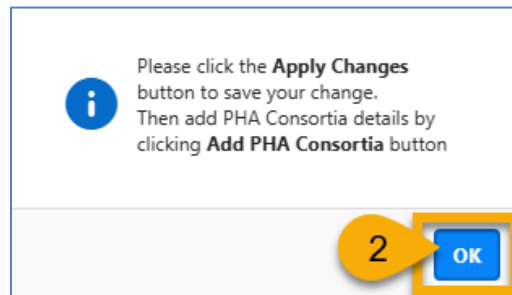 Please click the Apply Changes
button to save your change.
Then add PHA Consortia details by
clicking Add PHA Consortia button
2
OK